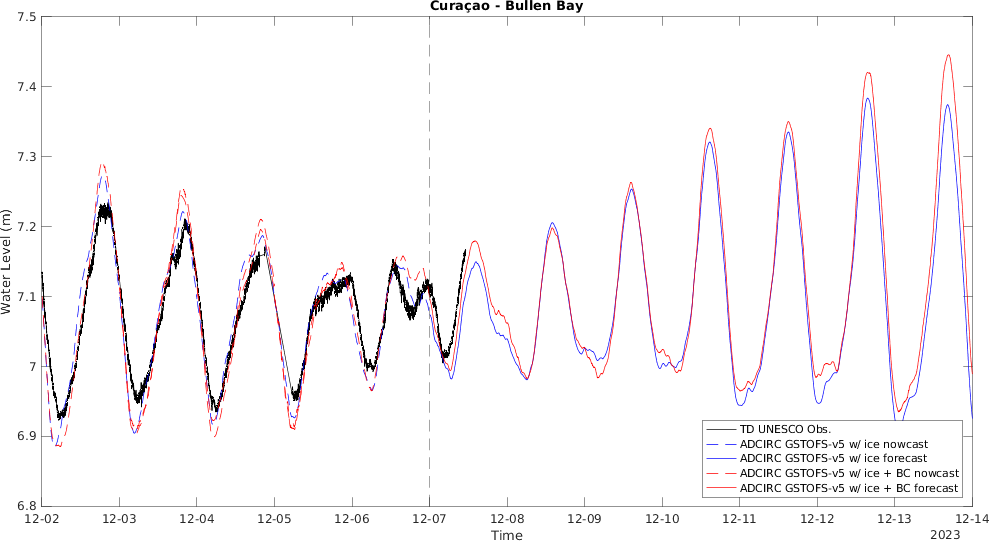 Curaçao - Bullen Bay
7.5
7.4
7.3
7.2
7.1
7
6.9
6.8
Water Level (m)
12-02 12-03 12-04 12-05 12-06 12-07 12-08 12-09 12-10 12-11 12-12 12-13 12-14
Time
2023
TD UNESCO Obs.
ADCIRC GSTOFS-v5 w/ ice nowcast
ADCIRC GSTOFS-v5 w/ ice forecast
ADCIRC GSTOFS-v5 w/ ice + BC nowcast
ADCIRC GSTOFS-v5 w/ ice + BC forecast